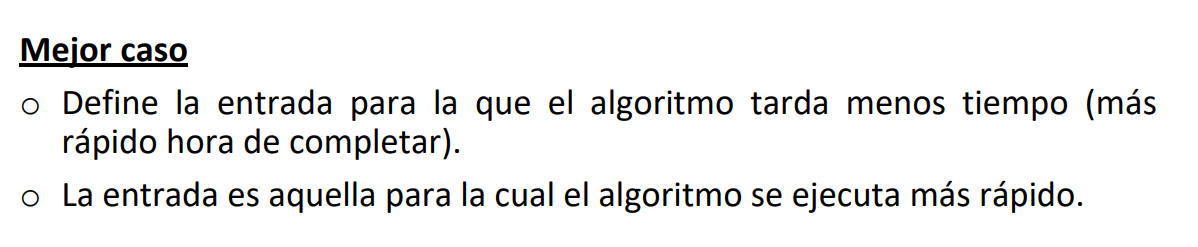 Mejor caso
o Define la entrada para la que el algoritmo tarda menos tiempo (más
rápido hora de completar).
o La entrada es aquella para la cual el algoritmo se ejecuta más rápido.